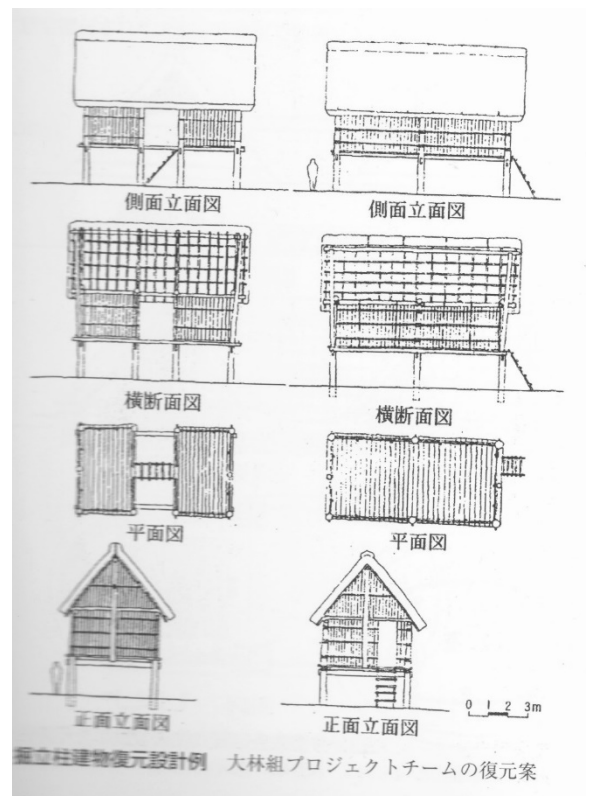 側面立面図 側面立面図
横断面図 横断面図
平面図 平面図
正面立面図 正面立面図
0 1 2 3m
掘立柱建物復元設計例 大林組プロジェクトチームの復元案